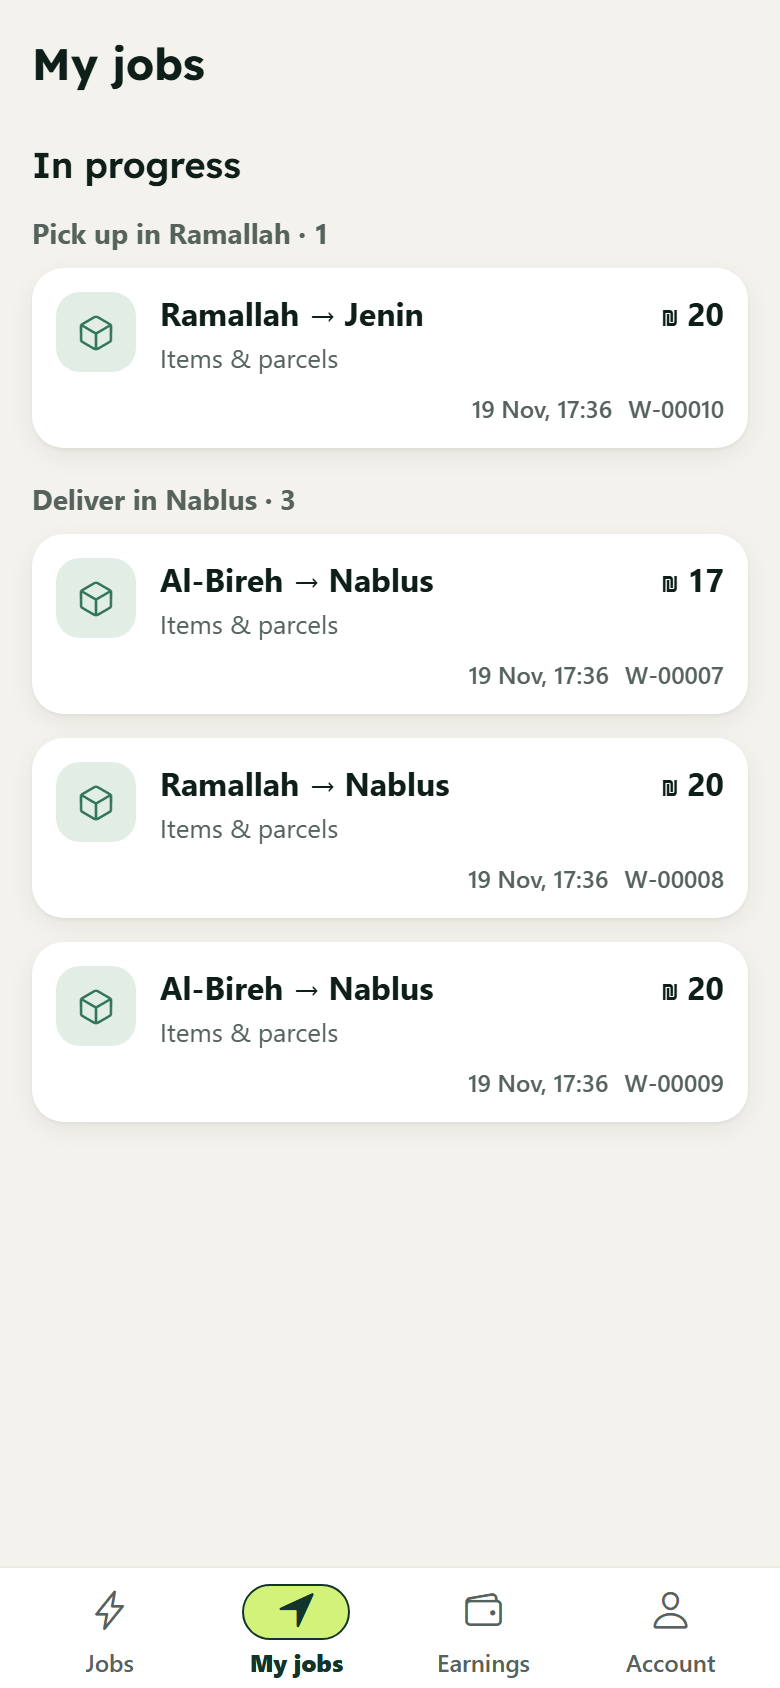 My jobs
In progress
Pick up in Ramallah · 1
Ramallah → Jenin ₪ 20
Items & parcels
19 Nov, 17:36 W-00010
Deliver in Nablus · 3
Al-Bireh → Nablus ₪ 17
Items & parcels
19 Nov, 17:36 W-00007
Ramallah → Nablus ₪ 20
Items & parcels
19 Nov, 17:36 W-00008
Al-Bireh → Nablus ₪ 20
Items & parcels
19 Nov, 17:36 W-00009
Jobs My jobs Earnings Account